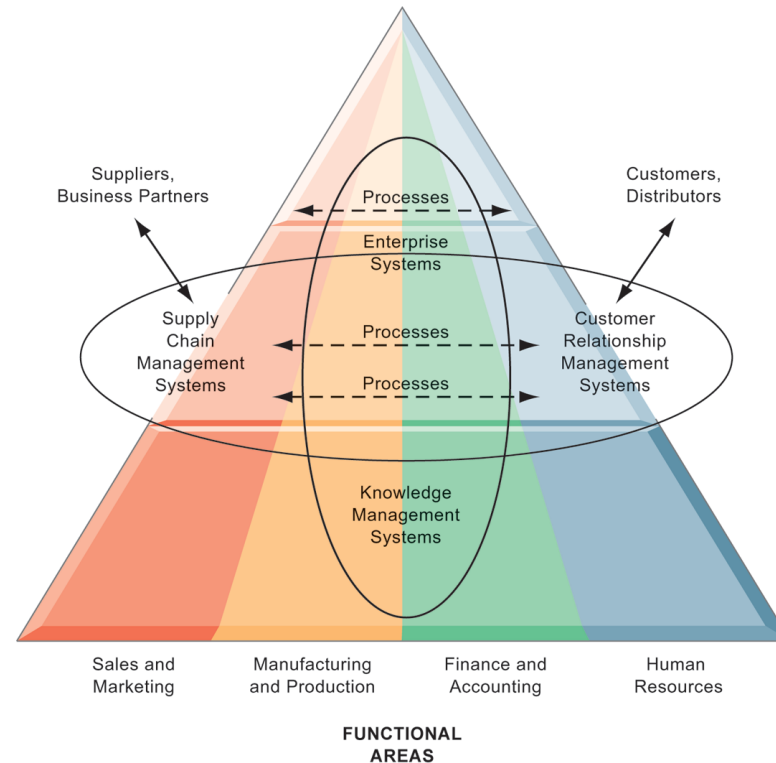 Suppliers,
Business Partners
Customers,
Distributors
Processes
Enterprise
Systems
Supply
Chain
Management
Systems
Processes
Processes
Customer
Relationship
Management
Systems
Knowledge
Management
Systems
Sales and
Marketing
Manufacturing
and Production
Finance and
Accounting
Human
Resources
FUNCTIONAL
AREAS